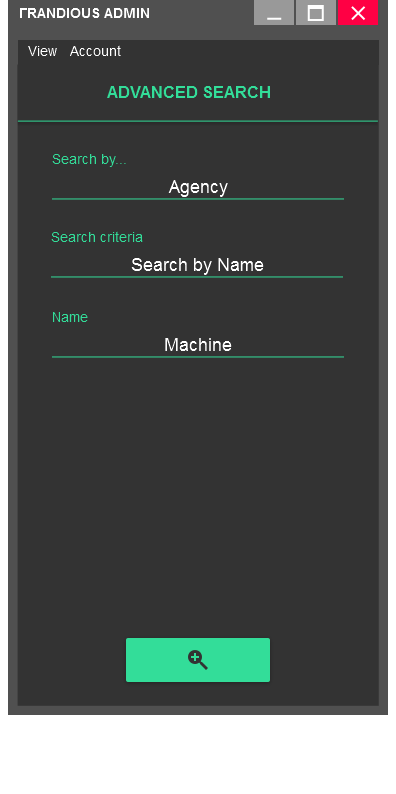 FRANDIOUS ADMIN
View Account
ADVANCED SEARCH
Search by...
Agency
Search criteria
Search by Name
Name
Machine